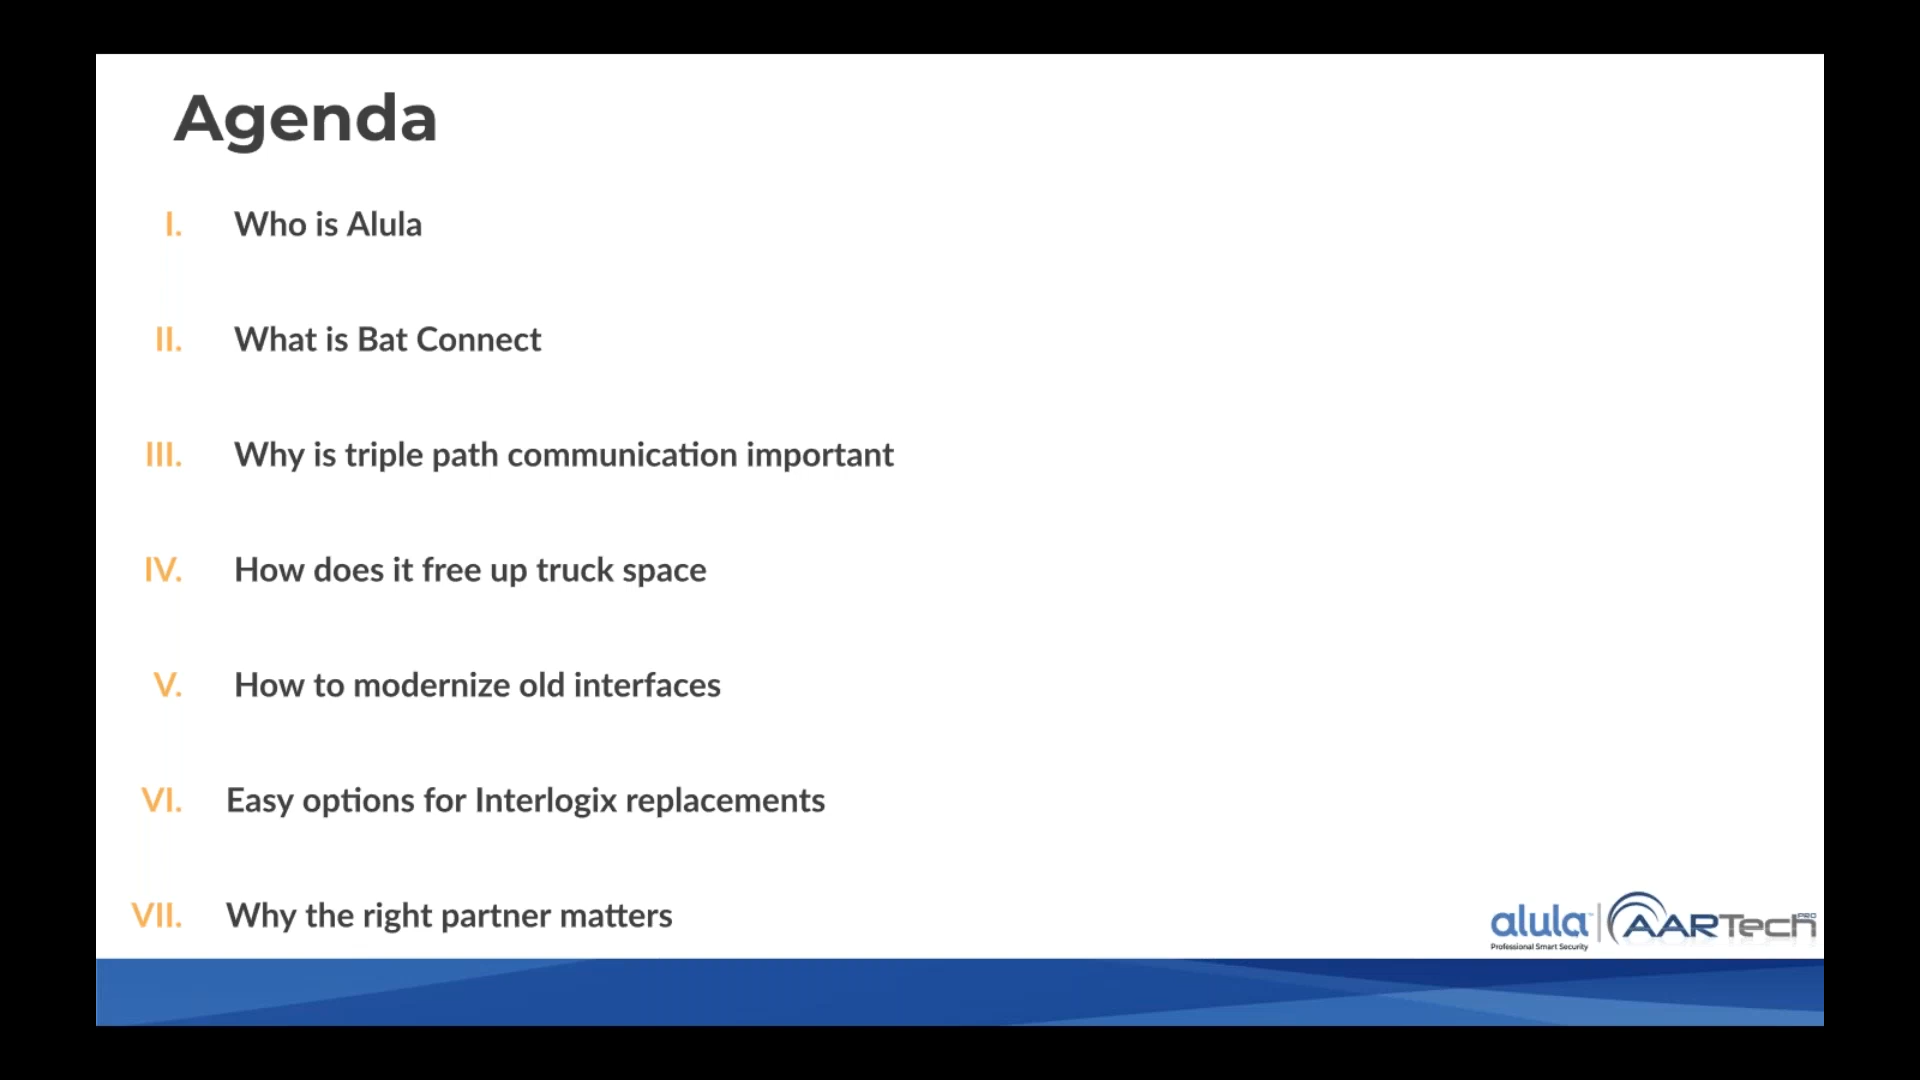 Agenda
I. Who is Alula
II. What is Bat Connect
III. Why is triple path communication important
IV. How does it free up truck space
V. How to modernize old interfaces
VI. Easy options for Interlogix replacements
VII. Why the right partner matters
alula™ | AARTech PRO
Professional Smart Security